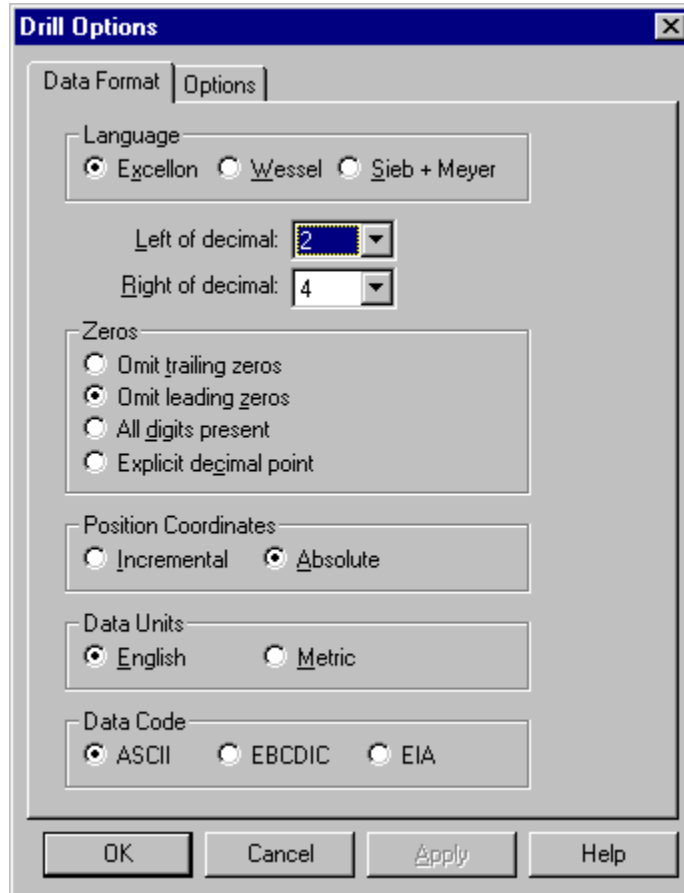 Drill Options
Data Format Options
Language
Excellon Wessel Sieb + Meyer
Left of decimal: 2
Right of decimal: 4
Zeros
Omit trailing zeros
Omit leading zeros
All digits present
Explicit decimal point
Position Coordinates
Incremental Absolute
Data Units
English Metric
Data Code
ASCII EBCDIC EIA
OK Cancel Apply Help